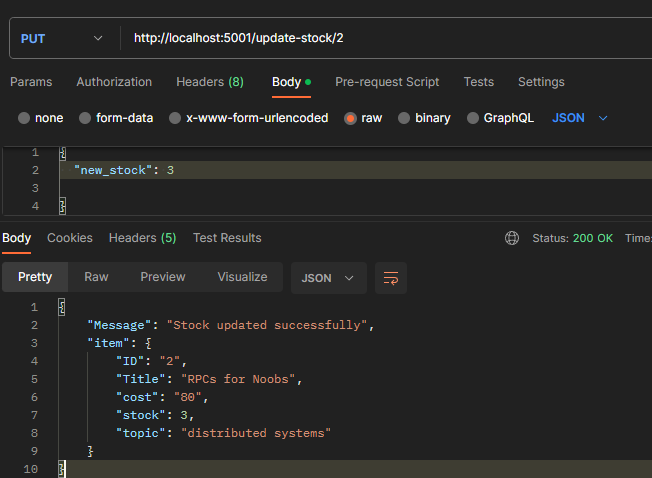 PUT http://localhost:5001/update-stock/2
Params Authorization Headers (8) Body Pre-request Script Tests Settings
none form-data x-www-form-urlencoded raw binary GraphQL JSON
1 {
2 "new_stock": 3
3
4 }
Body Cookies Headers (5) Test Results Status: 200 OK Time:
Pretty Raw Preview Visualize JSON
1 {
2 "Message": "Stock updated successfully",
3 "item": {
4 "ID": "2",
5 "Title": "RPCs for Noobs",
6 "cost": "80",
7 "stock": 3,
8 "topic": "distributed systems"
9 }
10 }